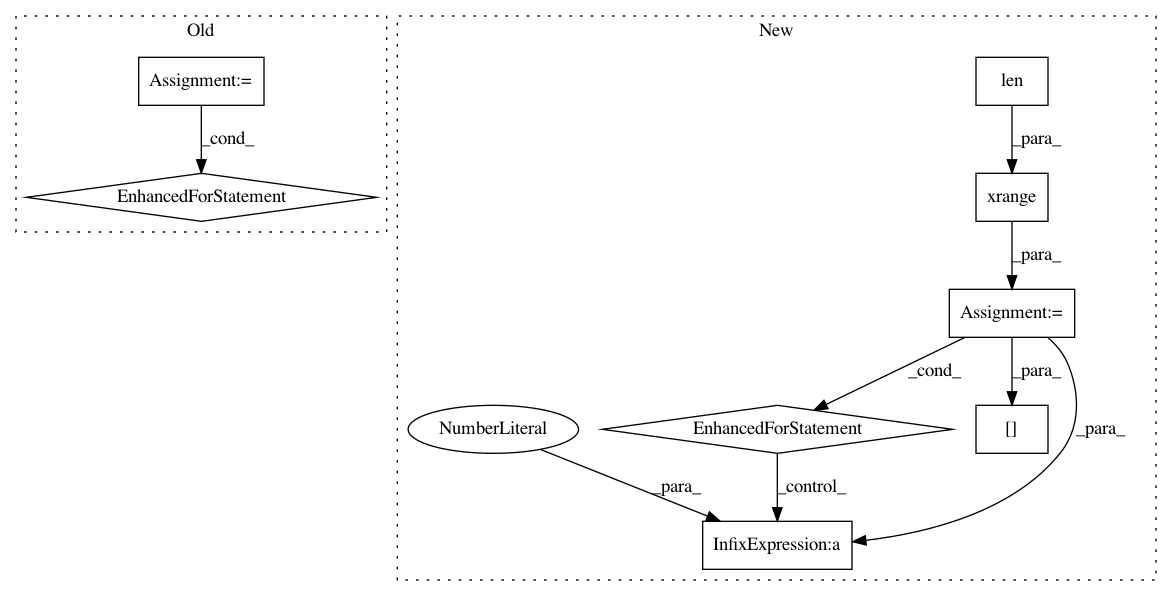 Old
New
Assignment:=
len
_cond_
_para_
EnhancedForStatement
xrange
_para_
Assignment:=
_cond_
_para_
_para_
NumberLiteral
EnhancedForStatement
[]
_para_
_control_
InfixExpression:a